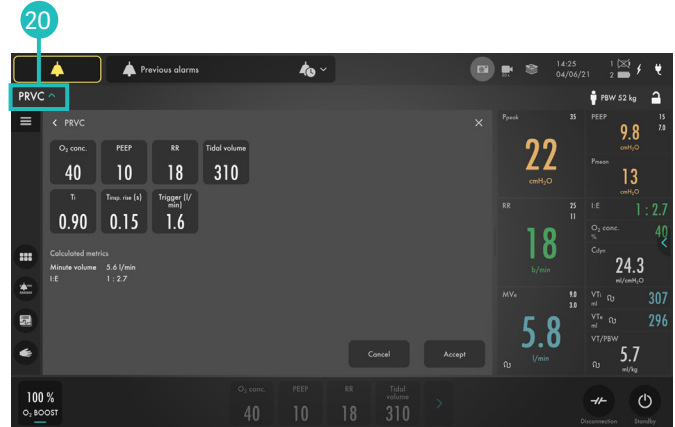 20
Previous alarms
14:25
04/06/21
1
2
PRVC
PBW 52 kg
PRVC
O₂ conc.
40
PEEP
10
RR
18
Tidal volume
310
Ti
0.90
Tinsp. rise (s)
0.15
Trigger (l/
min)
1.6
Calculated metrics
Minute volume 5.6 l/min
I:E 1 : 2.7
Cancel
Accept
Ppeak
35
22
cmH₂O
PEEP
15
7.0
9.8
cmH₂O
Pmean
13
cmH₂O
RR
25
11
18
b/min
I:E
1 : 2.7
O₂ conc.
%
40
Cdyn
24.3
ml/cmH₂O
MVe
9.0
3.0
5.8
l/min
VTi
ml
307
VTe
ml
296
VT/PBW
5.7
ml/kg
100 %
O₂ BOOST
O₂ conc.
40
PEEP
10
RR
18
Tidal
volume
310
Disconnection
Standby